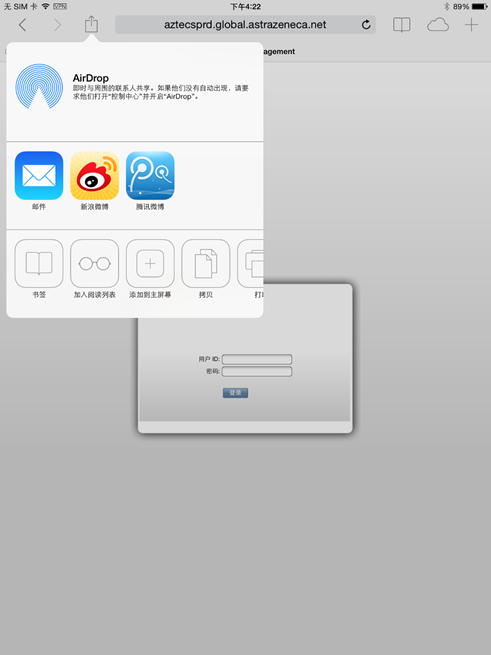 无 SIM 卡 VPN 下午4:22 89%
aztecsprd.global.astrazeneca.net
agement
AirDrop
即时与周围的联系人共享。如果他们没有自动出现，请要
求他们打开“控制中心”并开启“AirDrop”。
邮件 新浪微博 腾讯微博
书签 加入阅读列表 添加到主屏幕 拷贝 打
用户 ID:
密码:
登录